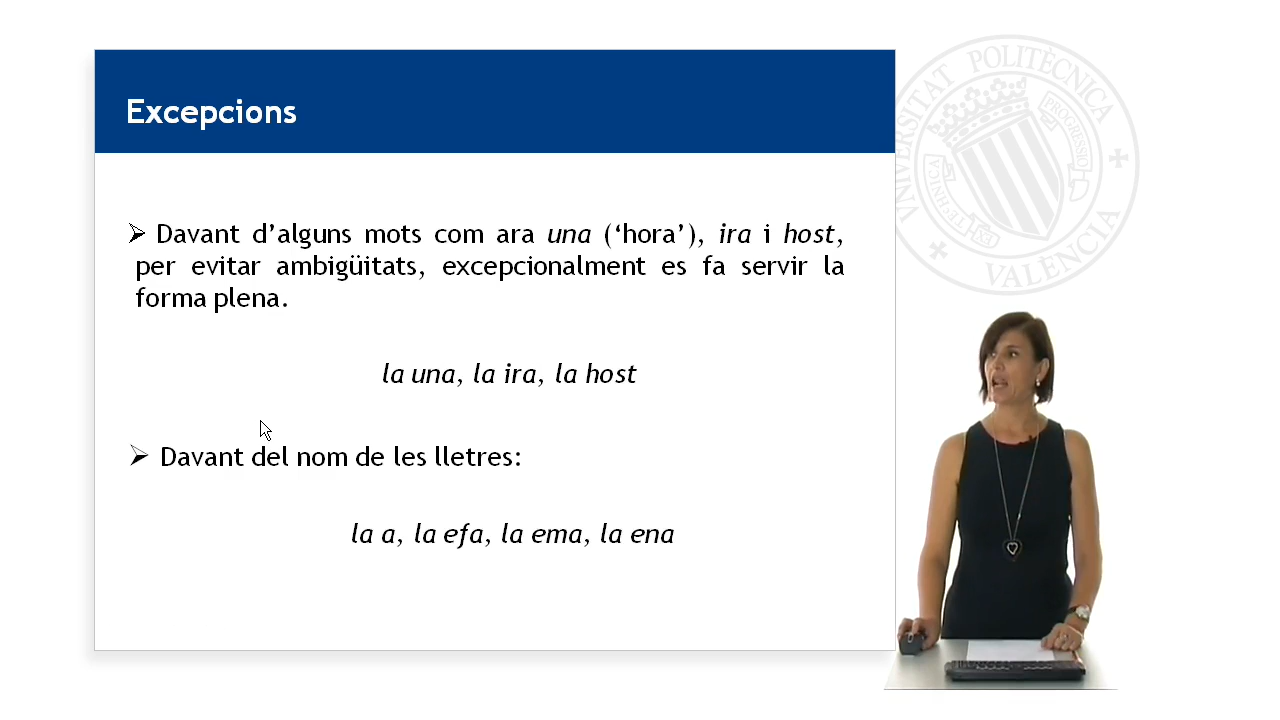 Excepcions
Davant d’alguns mots com ara una (‘hora’), ira i host,
per evitar ambigüitats, excepcionalment es fa servir la
forma plena.
la una, la ira, la host
Davant del nom de les lletres:
la a, la efa, la ema, la ena
UNIVERSITAT POLITÈCNICA
VALÈNCIA
PROGRESSIO